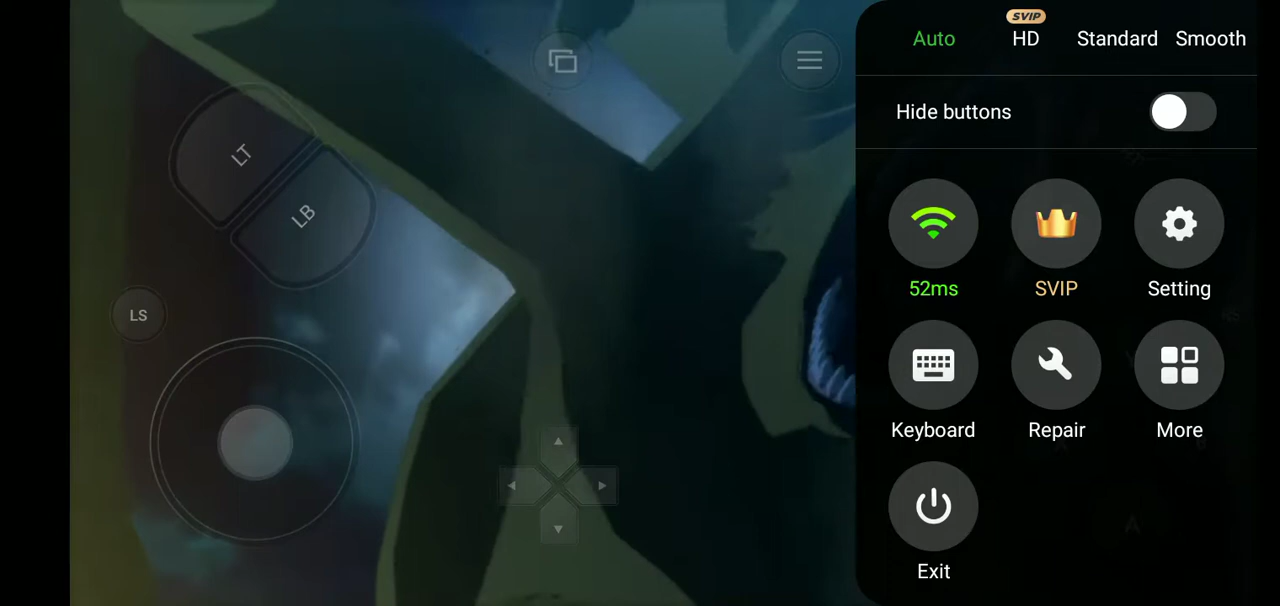 SVIP
Auto HD Standard Smooth
Hide buttons
LT
LB
52ms SVIP Setting
LS
Keyboard Repair More
Exit
A